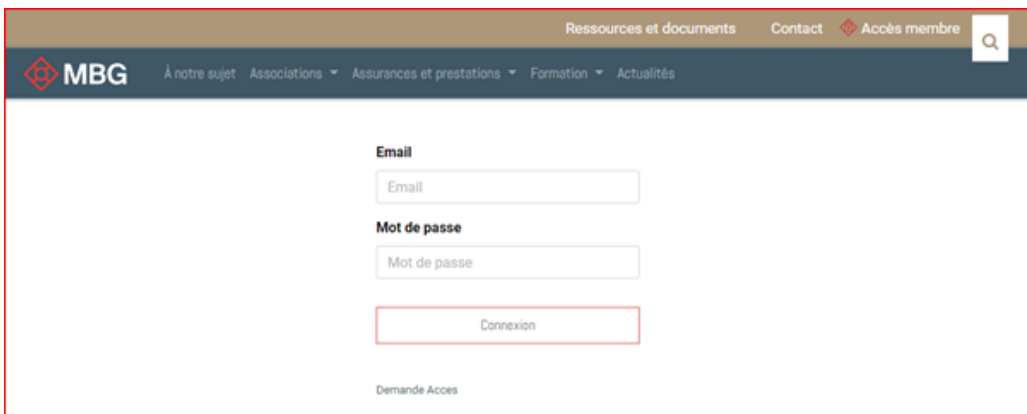 Ressources et documents Contact Accès membre
MBG À notre sujet Associations Assurances et prestations Formation Actualités
Email
Email
Mot de passe
Mot de passe
Connexion
Demande Acces